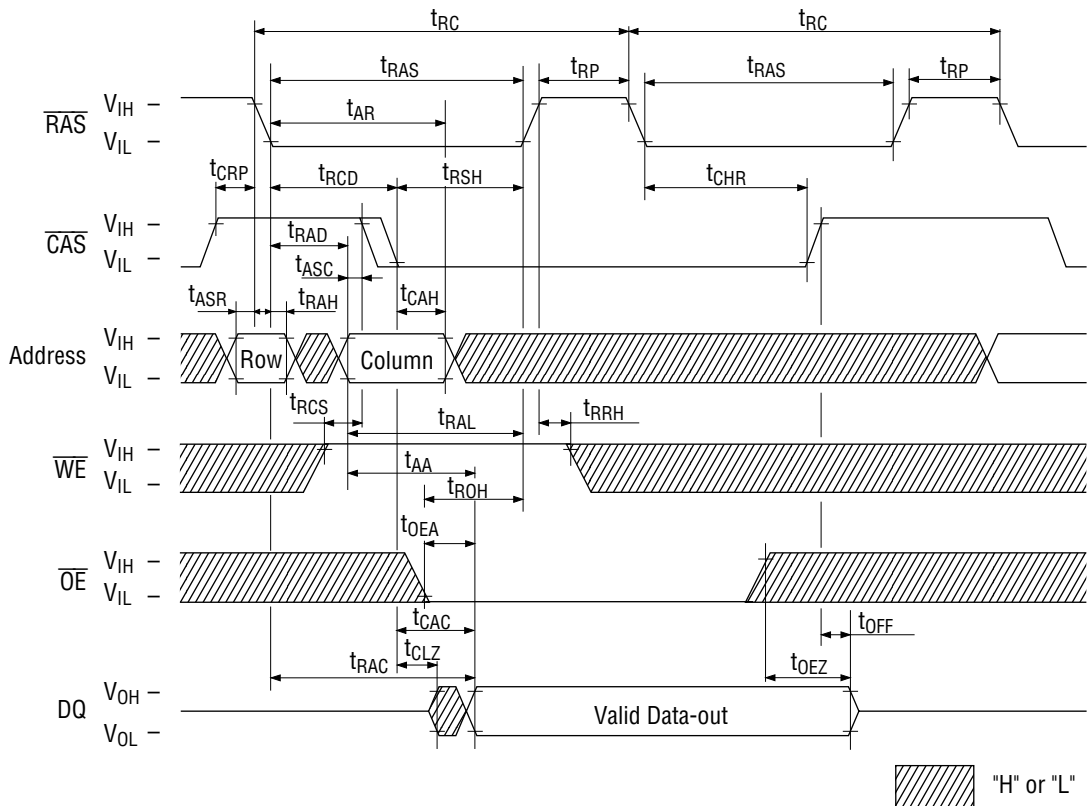 tRC tRC
tRAS tRP tRAS tRP
RAS VIH
VIL
tAR
tCRP tRCD tRSH tCHR
CAS VIH
VIL
tRAD
tASC
tASR tRAH tCAH
Address VIH
VIL
Row Column
tRCS tRAL tRRH
WE VIH
VIL
tAA
tROH
tOEA
OE VIH
VIL
tCAC tOFF
tRAC tCLZ tOEZ
DQ VOH
VOL
Valid Data-out
"H" or "L"